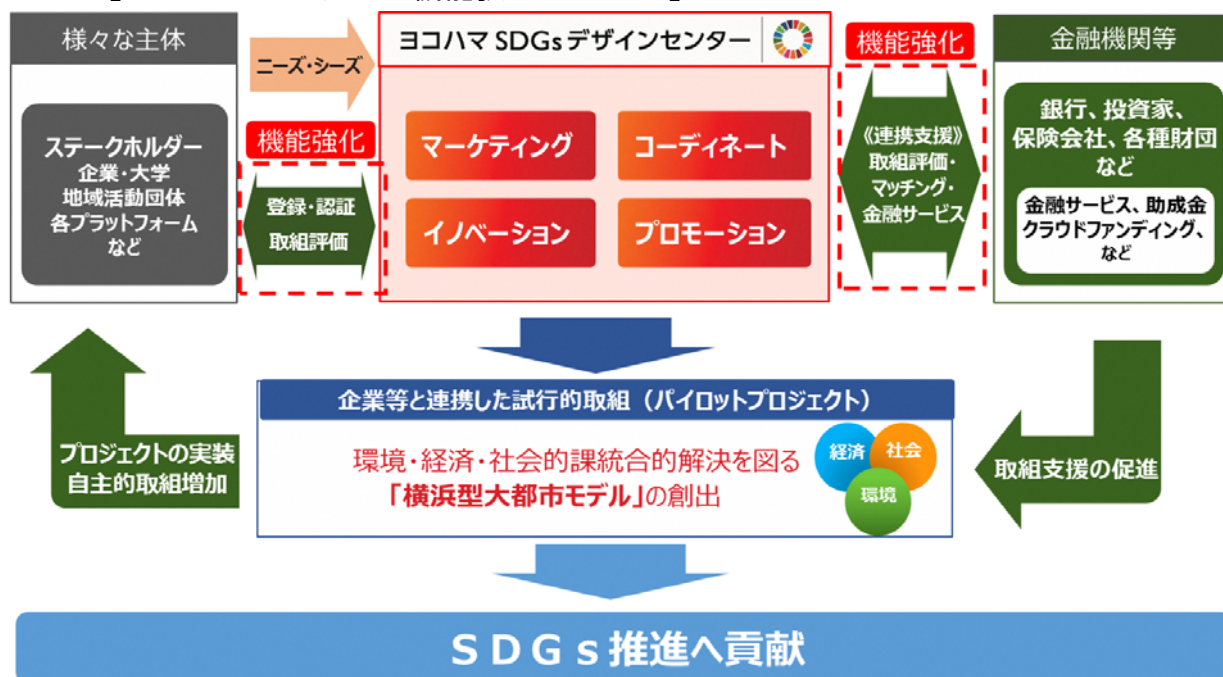 様々な主体
ステークホルダー
企業・大学
地域活動団体
各プラットフォーム
など
ニーズ・シーズ
機能強化
登録・認証
取組評価
ヨコハマ SDGsデザインセンター
マーケティング
コーディネート
イノベーション
プロモーション
機能強化
《連携支援》
取組評価・
マッチング・
金融サービス
金融機関等
銀行、投資家、
保険会社、各種財団
など
金融サービス、助成金
クラウドファンディング、
など
プロジェクトの実装
自主的取組増加
企業等と連携した試行的取組（パイロットプロジェクト）
環境・経済・社会的課統合的解決を図る
「横浜型大都市モデル」の創出
経済
社会
環境
取組支援の促進
SDGs推進へ貢献